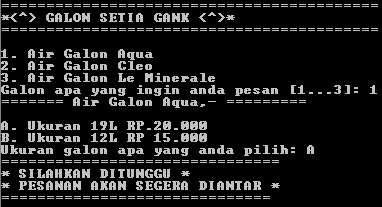 ======================================
*<^> GALON SETIA GANK <^>*
======================================
1. Air Galon Aqua
2. Air Galon Cleo
3. Air Galon Le Minerale
Galon apa yang ingin anda pesan [1...3]: 1
======= Air Galon Aqua,- =========
A. Ukuran 19L RP.20.000
B. Ukuran 12L RP 15.000
Ukuran galon apa yang anda pilih: A
============================
* SILAHKAN DITUNGGU *
* PESANAN AKAN SEGERA DIANTAR *
===========================